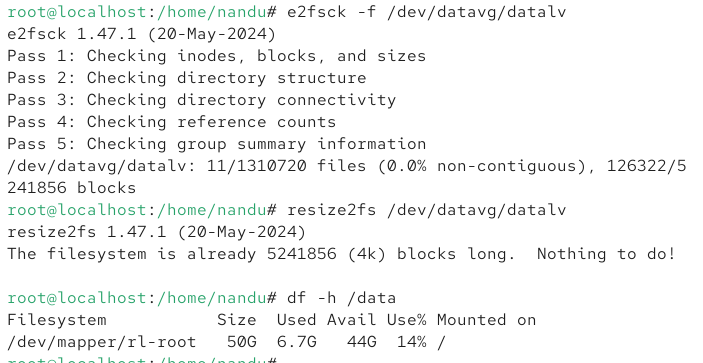 root@localhost:/home/nandu# e2fsck -f /dev/datavg/datalv
e2fsck 1.47.1 (20-May-2024)
Pass 1: Checking inodes, blocks, and sizes
Pass 2: Checking directory structure
Pass 3: Checking directory connectivity
Pass 4: Checking reference counts
Pass 5: Checking group summary information
/dev/datavg/datalv: 11/1310720 files (0.0% non-contiguous), 126322/5
241856 blocks
root@localhost:/home/nandu# resize2fs /dev/datavg/datalv
resize2fs 1.47.1 (20-May-2024)
The filesystem is already 5241856 (4k) blocks long.  Nothing to do!

root@localhost:/home/nandu# df -h /data
Filesystem           Size  Used Avail Use% Mounted on
/dev/mapper/rl-root   50G  6.7G   44G  14% /
root@localhost:/home/nandu#